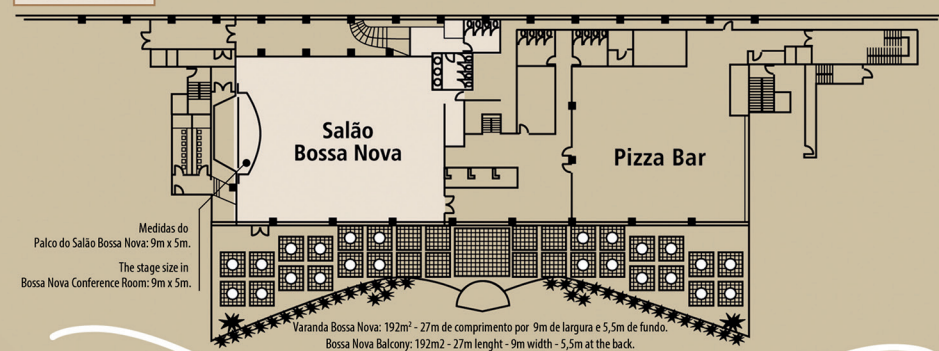 Salão
Bossa Nova
Pizza Bar
Medidas do
Palco do Salão Bossa Nova: 9m x 5m.
The stage size in
Bossa Nova Conference Room: 9m x 5m.
Varanda Bossa Nova: 192m² - 27m de comprimento por 9m de largura e 5,5m de fundo.
Bossa Nova Balcony: 192m2 - 27m lenght - 9m width - 5,5m at the back.